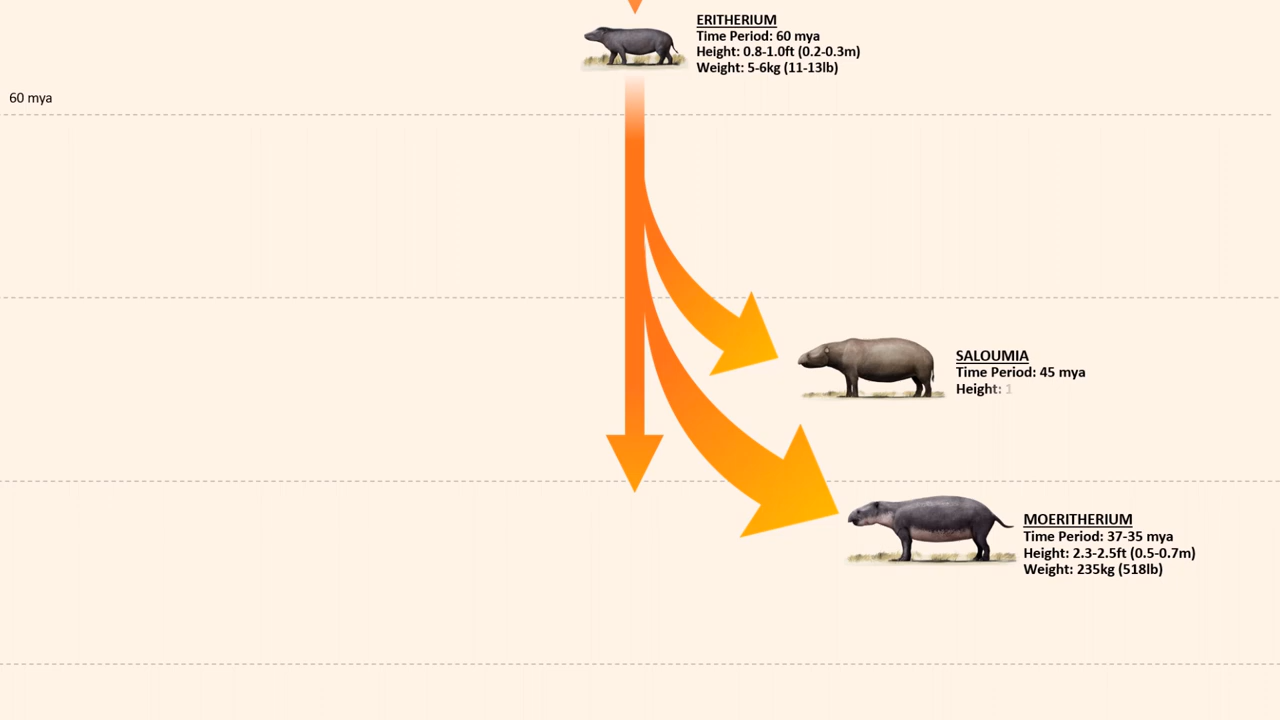 ERITHERIUM
Time Period: 60 mya
Height: 0.8-1.0ft (0.2-0.3m)
Weight: 5-6kg (11-13lb)
60 mya
SALOUMIA
Time Period: 45 mya
Height: 1
MOERITHERIUM
Time Period: 37-35 mya
Height: 2.3-2.5ft (0.5-0.7m)
Weight: 235kg (518lb)